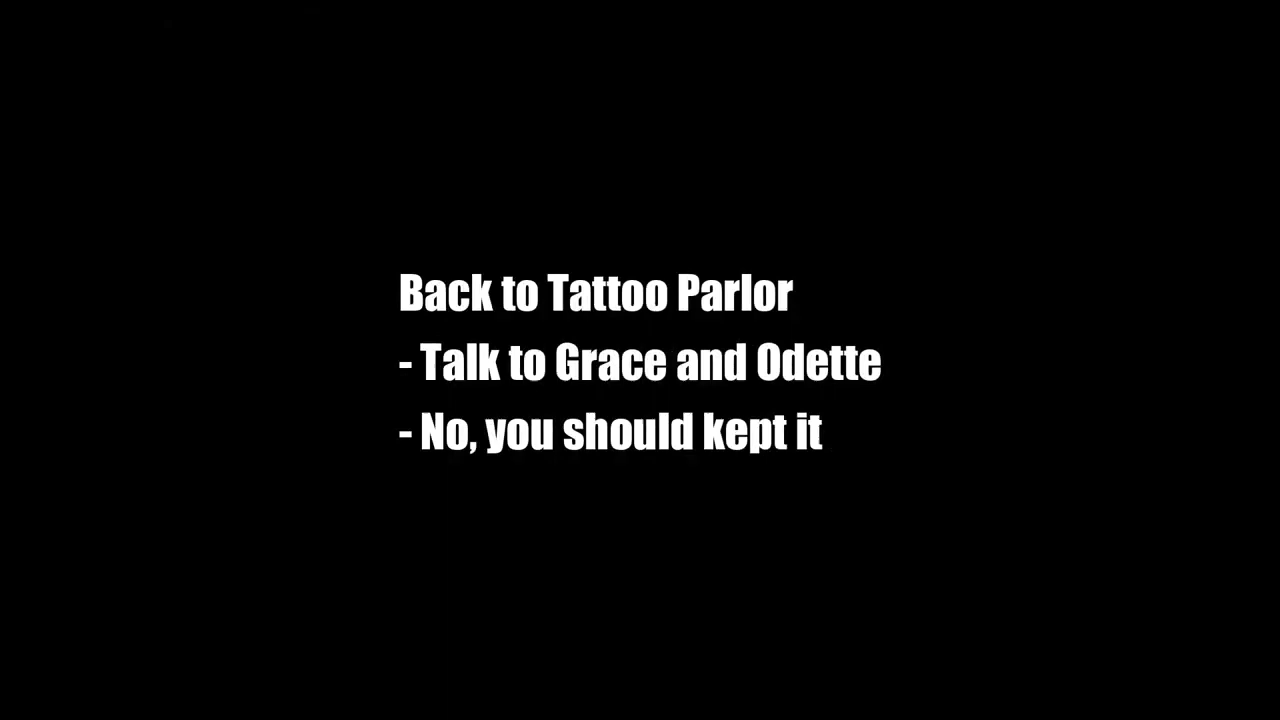 Back to Tattoo Parlor
- Talk to Grace and Odette
- No, you should kept it